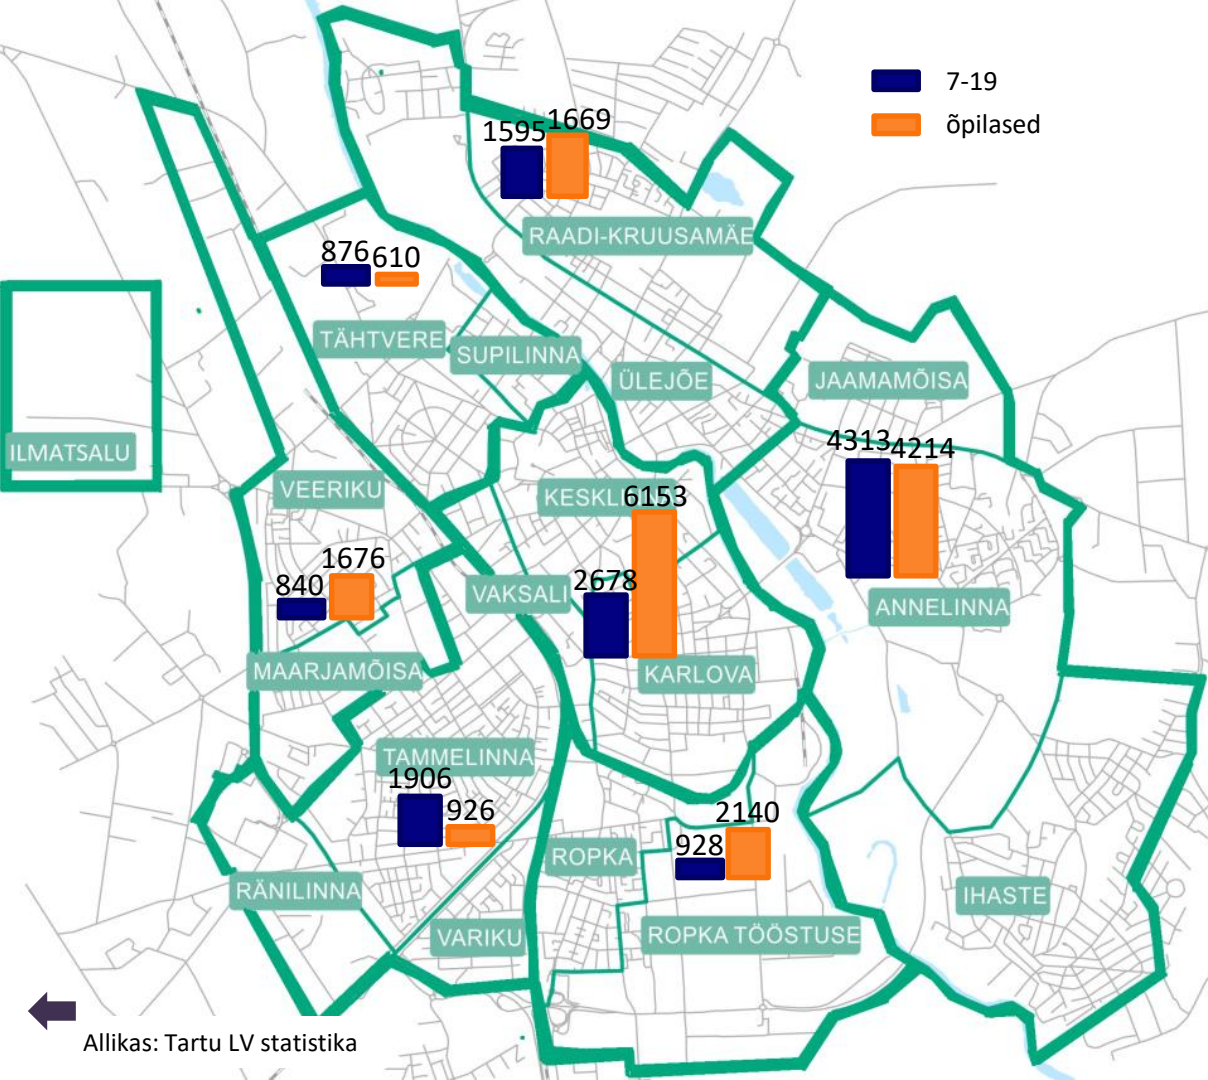 7-19
õpilased
1595 1669
RAADI-KRUUSAMÄE
876 610
TÄHTVERE
SUPILINNA
ÜLEJÕE
JAAMAMÕISA
ILMATSALU
4313 4214
VEERIKU
KESKLI
6153
1676
840
VAKSALI
2678
ANNELINNA
MAARJAMÕISA
KARLOVA
TAMMELINNA
1906
926
2140
928
ROPKA
RÄNILINNA
IHASTE
VARIKU
ROPKA TÖÖSTUSE
Allikas: Tartu LV statistika